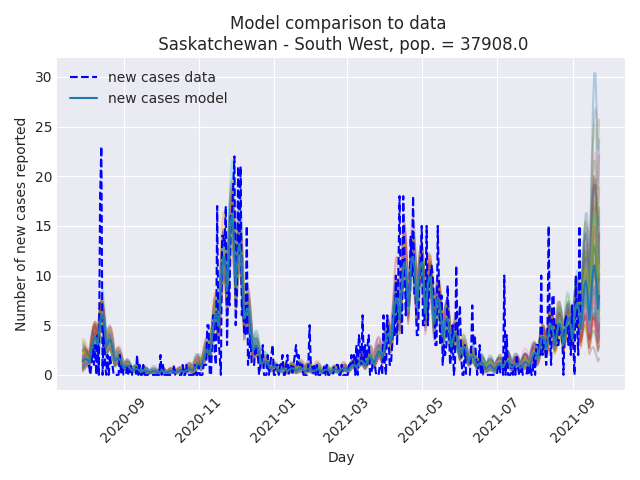 Model comparison to data
Saskatchewan - South West, pop. = 37908.0
new cases data
new cases model
Number of new cases reported
30
25
20
15
10
5
0
2020-09
2020-11
2021-01
2021-03
2021-05
2021-07
2021-09
Day